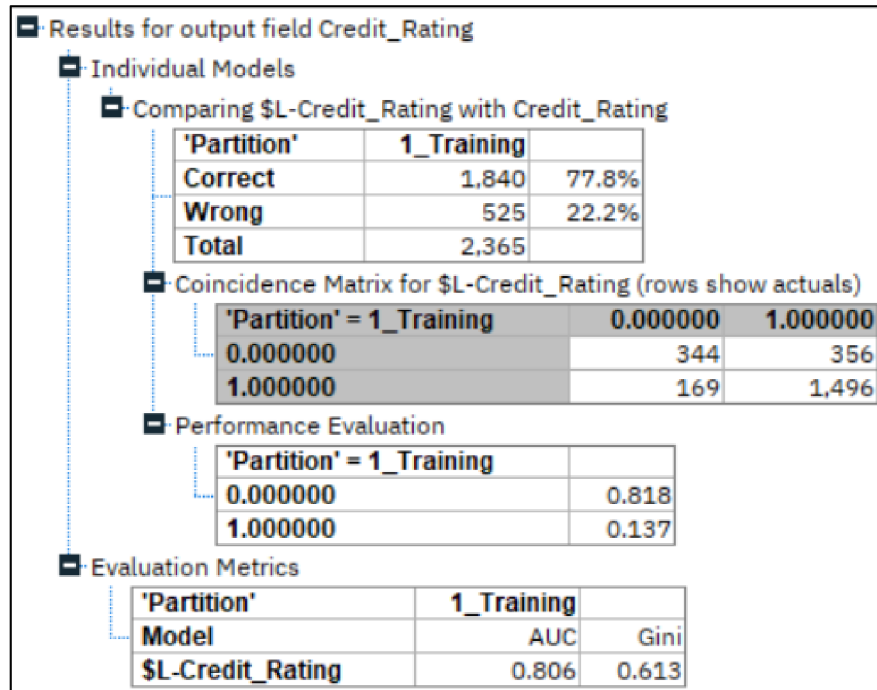 Results for output field Credit_Rating
Individual Models
Comparing $L-Credit_Rating with Credit_Rating
'Partition' 1_Training
Correct 1,840 77.8%
Wrong 525 22.2%
Total 2,365
Coincidence Matrix for $L-Credit_Rating (rows show actuals)
'Partition' = 1_Training 0.000000 1.000000
0.000000 344 356
1.000000 169 1,496
Performance Evaluation
'Partition' = 1_Training
0.000000 0.818
1.000000 0.137
Evaluation Metrics
'Partition' 1_Training
Model AUC Gini
$L-Credit_Rating 0.806 0.613